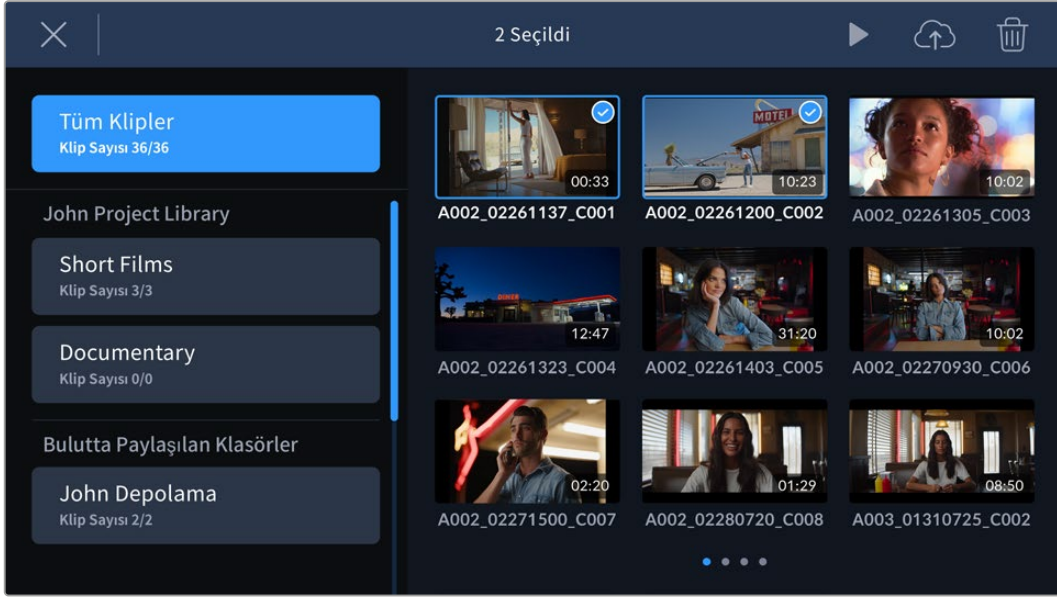 2 Seçildi
Tüm Klipler
Klip Sayısı 36/36
John Project Library
Short Films
Klip Sayısı 3/3
Documentary
Klip Sayısı 0/0
Bulutta Paylaşılan Klasörler
John Depolama
Klip Sayısı 2/2
MOTEL
00:33
10:23
10:02
A002_02261137_C001
A002_02261200_C002
A002_02261305_C003
DINER
12:47
31:20
10:02
A002_02261323_C004
A002_02261403_C005
A002_02270930_C006
02:20
01:29
08:50
A002_02271500_C007
A002_02280720_C008
A003_01310725_C002